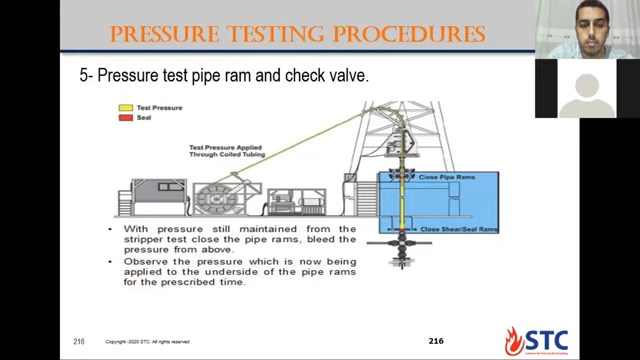 PRESSURE TESTING PROCEDURES
5- Pressure test pipe ram and check valve.
Test Pressure
Seal
Test Pressure Applied
Through Coiled Tubing
Close Pipe Rams
Close Shear/Seal Rams
• With pressure still maintained from the
stripper test close the pipe rams, bleed the
pressure from above.
• Observe the pressure which is now being
applied to the underside of the pipe rams
for the prescribed time.
216
Copyright -2020 STC, All rights reserved
216
STC